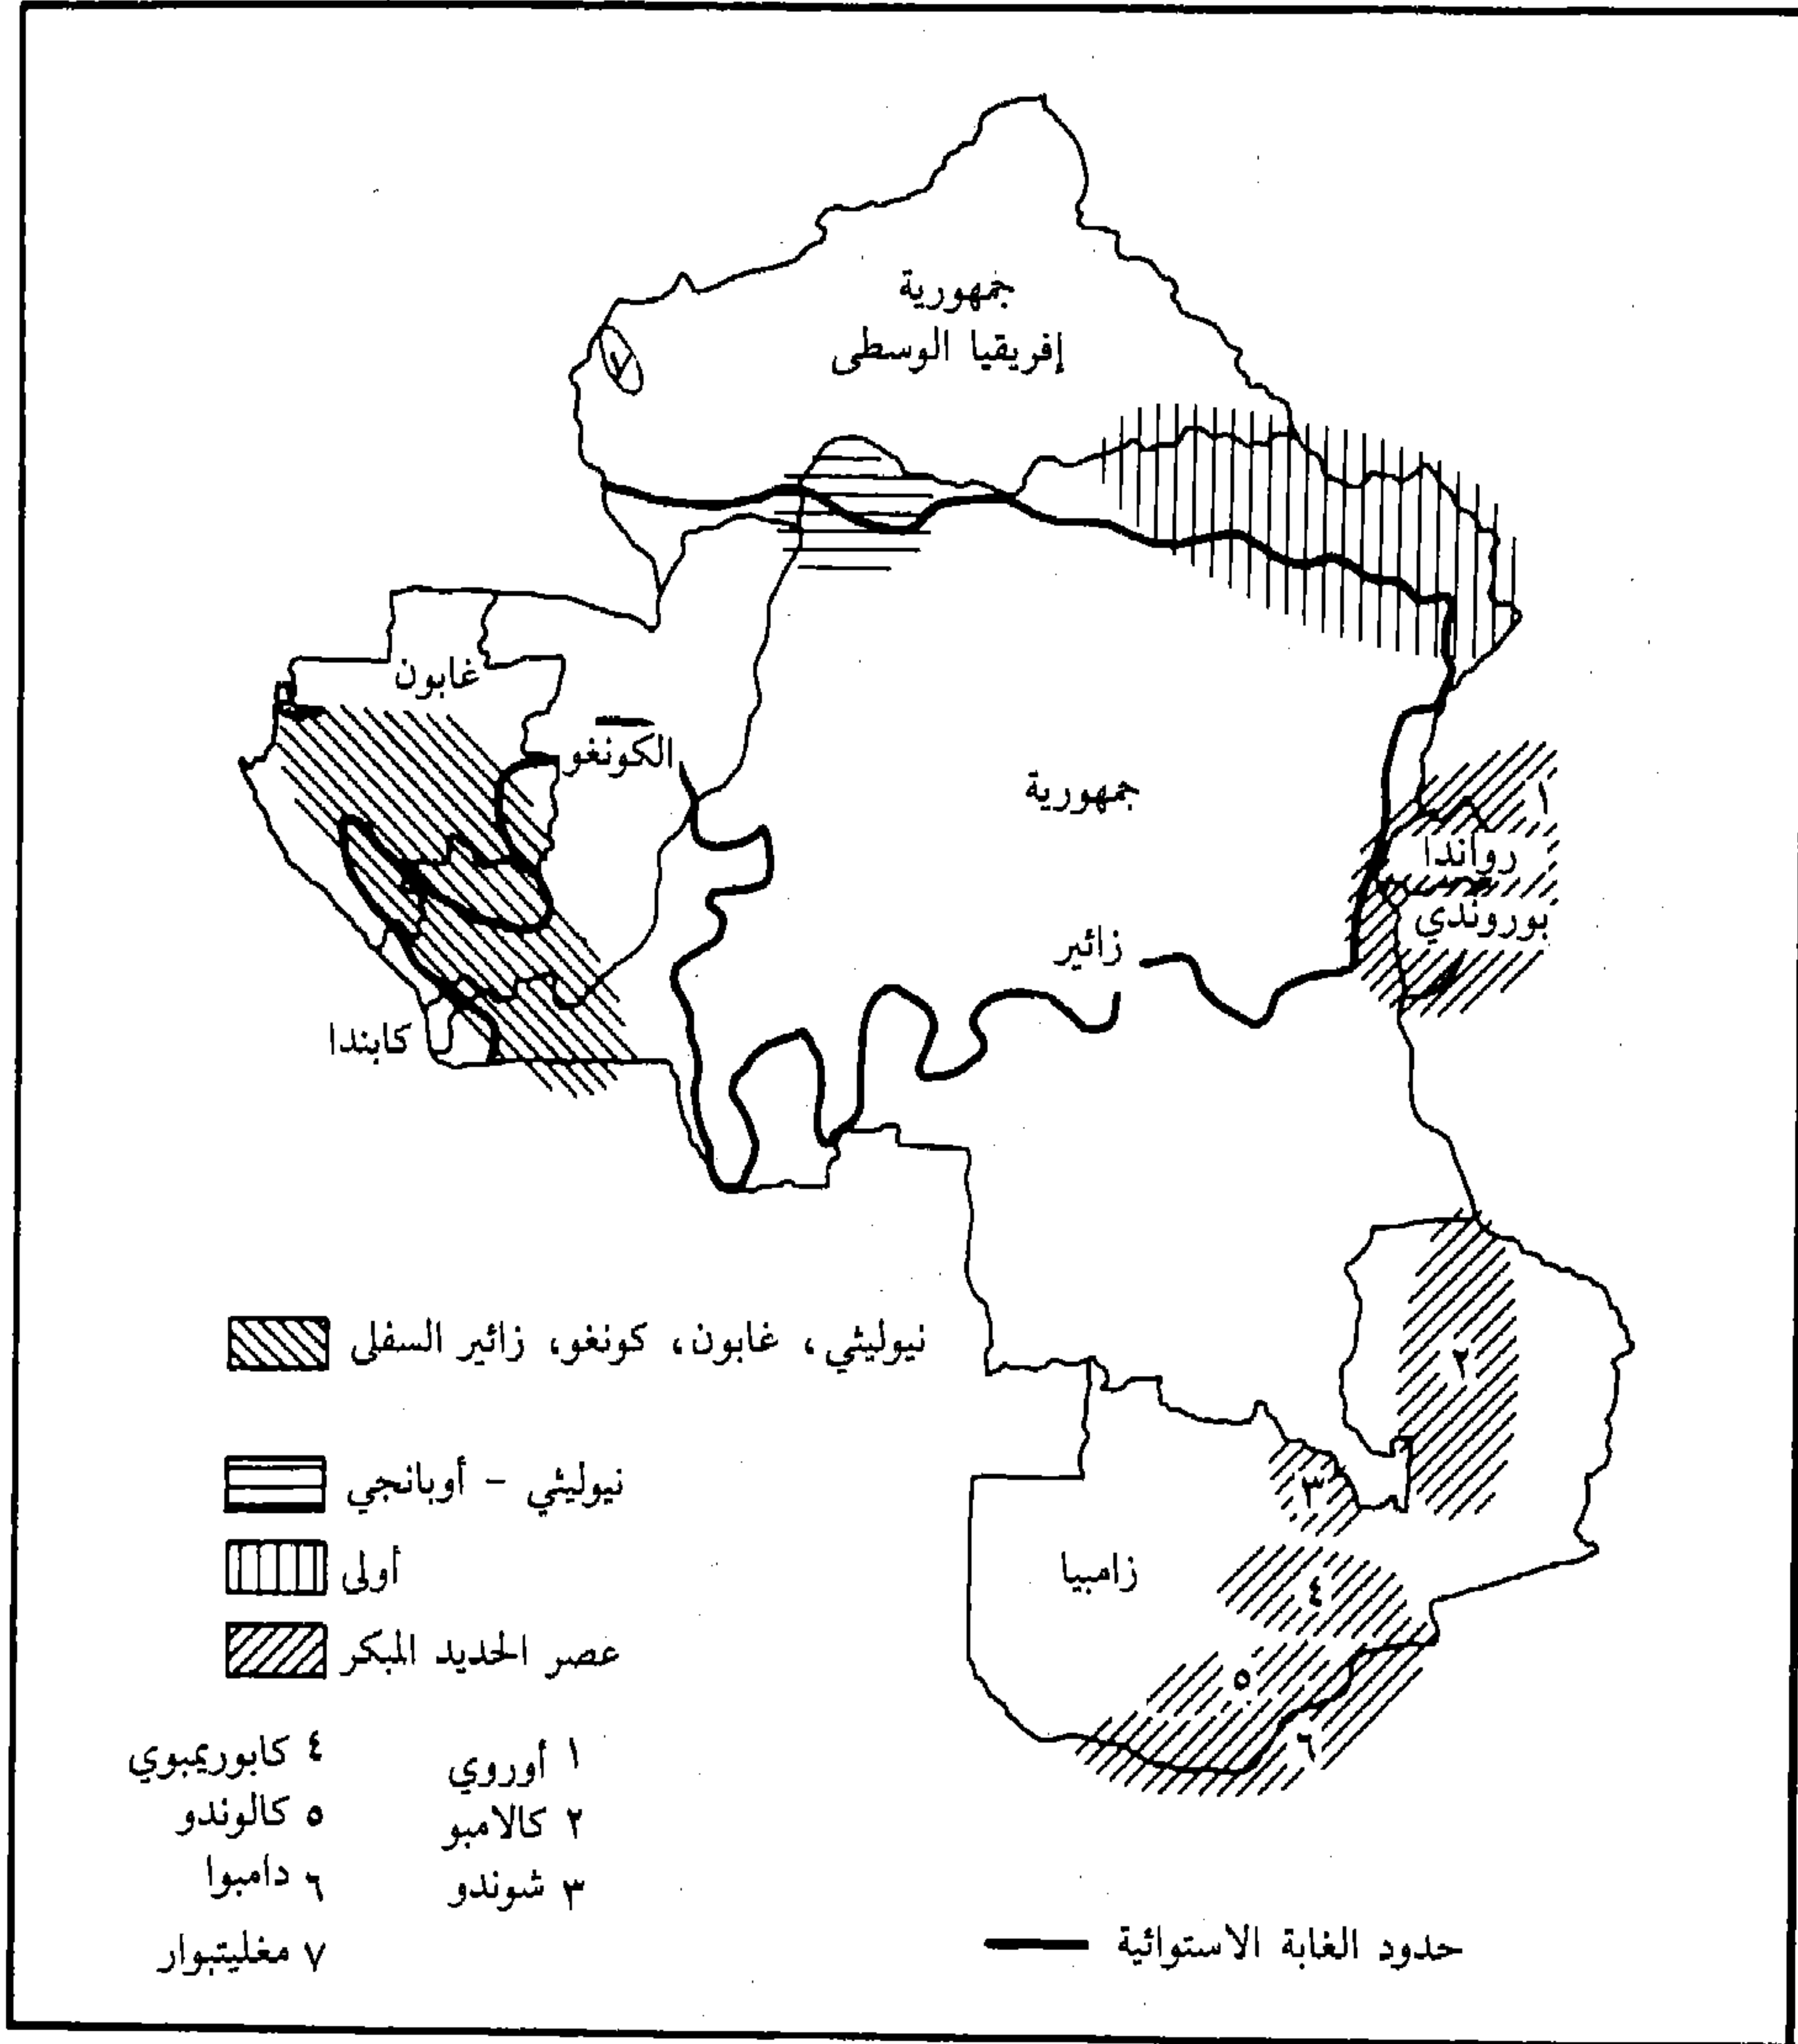 جمهورية
إفريقيا الوسطى
٧
غابون
الكونغو
جمهورية
زائير
١
رواندا
بوروندي
كابندا
٢
٣
زامبيا
٤
٥
٦
نيوليثي، غابون، كونغو، زائير السفلى
نيوليثي - أوبانجي
أولى
عصر الحديد المبكر
١ أوروي
٢ كالامبو
٣ شوندو
٤ كابوريمبوي
٥ كالوندو
٦ دامبوا
٧ مغليتبوار
حدود الغابة الاستوائية